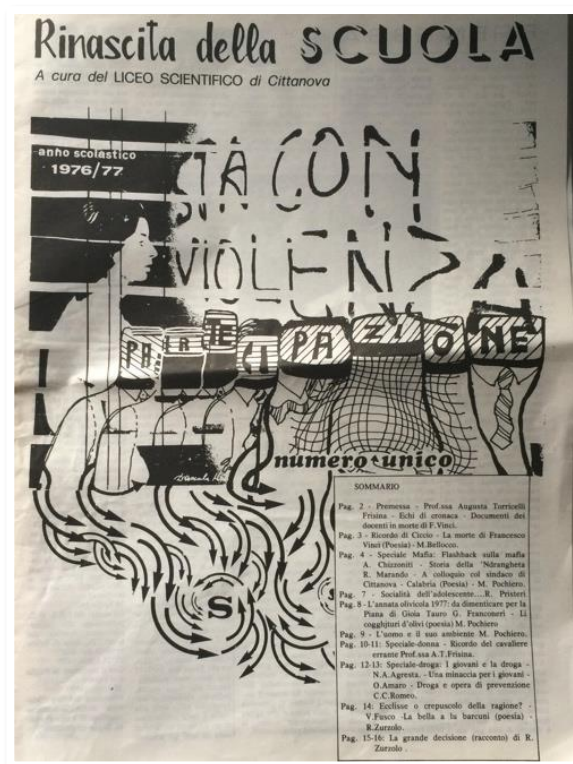 Rinascita della SCUOLA
A cura del LICEO SCIENTIFICO di Cittanova
anno scolastico
1976/77
CON
VIOLENZA
PARTECIPAZIONE
numero unico
SOMMARIO
Pag. 2 - Premessa - Prof.ssa Augusta Torricelli
Frisina - Echi di cronaca - Documenti dei
docenti in morte di F.Vinci.
Pag. 3 - Ricordo di Ciccio - La morte di Francesco
Vinci (Poesia) - M.Bellocco.
Pag. 4 - Speciale Mafia: Flashback sulla mafia
A. Chizzoniti - Storia della 'Ndrangheta
R. Marando - A colloquio col sindaco di
Cittanova - Calabria (Poesia) - M. Pochiero.
Pag. 7 - Socialità dell'adolescente....R. Pristeri
Pag. 8 - L'annata olivicola 1977: da dimenticare per la
Piana di Gioia Tauro G. Franconeri - Li
cogghjturi d'olivi (poesia) M. Pochiero
Pag. 9 - L'uomo e il suo ambiente M. Pochiero.
Pag. 10-11: Speciale-donna - Ricordo del cavaliere
errante Prof.ssa A.T.Frisina.
Pag. 12-13: Speciale-droga: I giovani e la droga -
N.A.Agresta. - Una minaccia per i giovani -
O.Amaro - Droga e opera di prevenzione
C.C.Romeo.
Pag. 14: Ecclisse o crepuscolo della ragione? -
V.Fusco -La bella a la barcuni (poesia) -
R.Zurzolo.
Pag. 15-16: La grande decisione (racconto) di R.
Zurzolo .
S